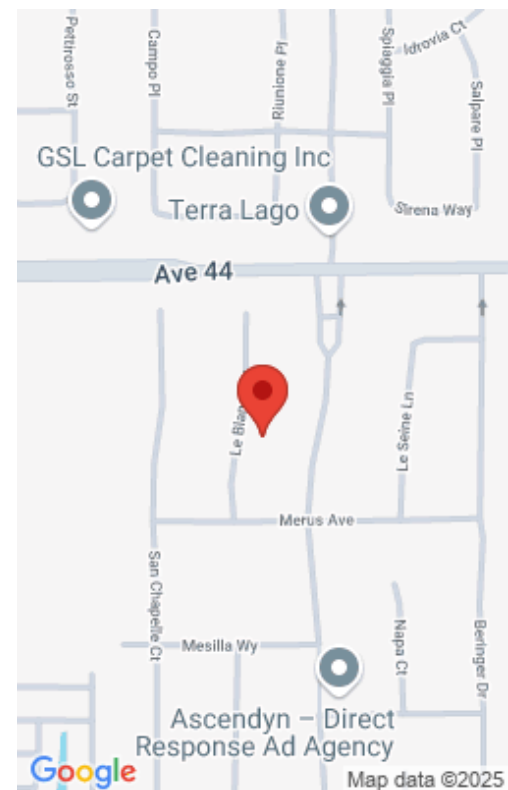 Pettirosso St
Campo Pl
Riunione Pl
Spiaggia Pl
Idrovia Ct
Salpare Pl
GSL Carpet Cleaning Inc
Terra Lago
Sirena Way
Ave 44
Le Seine Ln
Merus Ave
San Chapelle Ct
Mesilla Wy
Napa Ct
Beringer Dr
Ascendyn – Direct
Response Ad Agency
Google
Map data ©2025